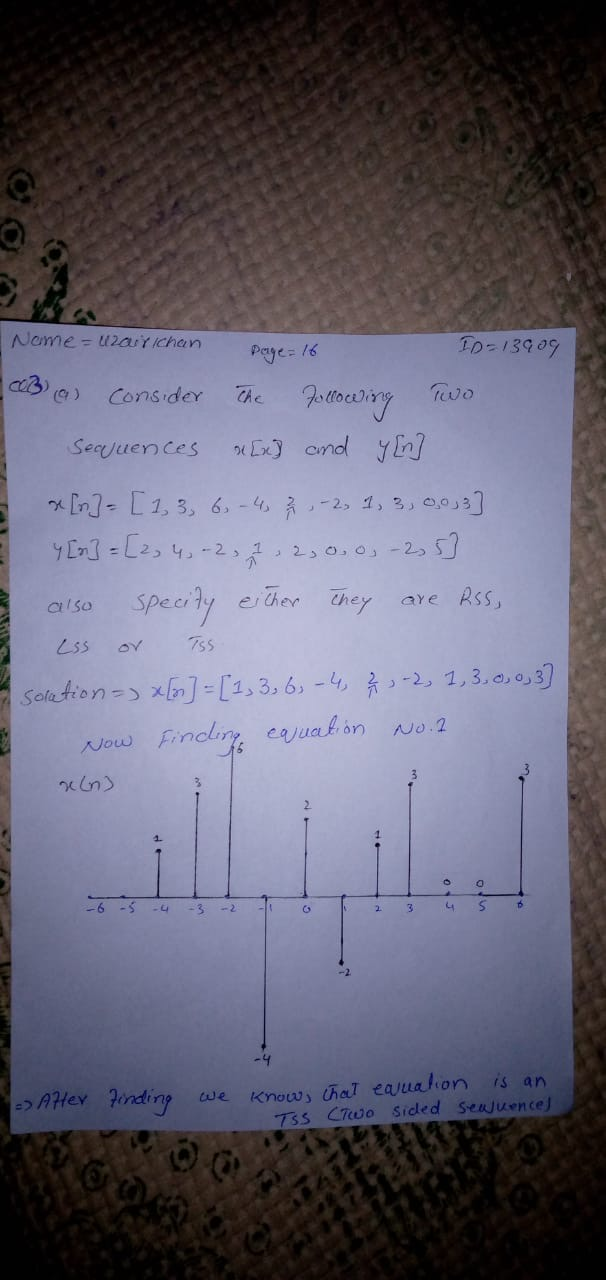 Name = Uzair khan Page = 16 ID = 13909
Q3) (a) Consider The Following Two
Sequences x[n] and y[n]
x[n] = [1, 3, 6, -4, 2, -2, 1, 3, 0, 0, 3]
↑
y[n] = [2, 4, -2, 1, 2, 0, 0, -2, 5]
↑
also specify either They are RSS,
LSS or TSS
Solution => x[n] = [1, 3, 6, -4, 2, -2, 1, 3, 0, 0, 3]
↑
Now Finding equation No.1
x(n)
1 3 6 2 1 3 0 0 3
-6 -5 -4 -3 -2 -1 0 1 2 3 4 5 6
-2
-4
=> After Finding we Know, that equation is an
TSS (Two sided sequence)